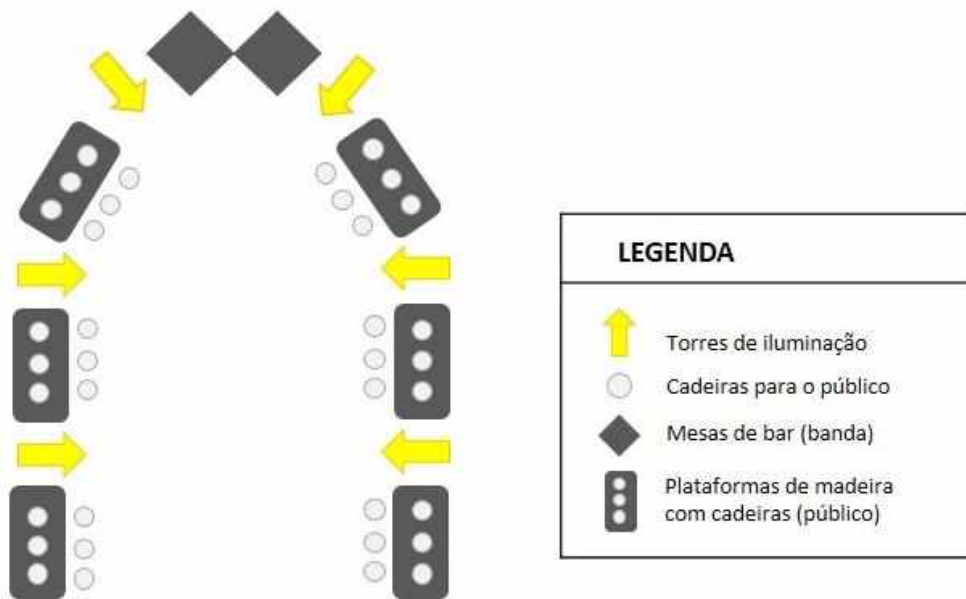 LEGENDA
Torres de iluminação
Cadeiras para o público
Mesas de bar (banda)
Plataformas de madeira
com cadeiras (público)